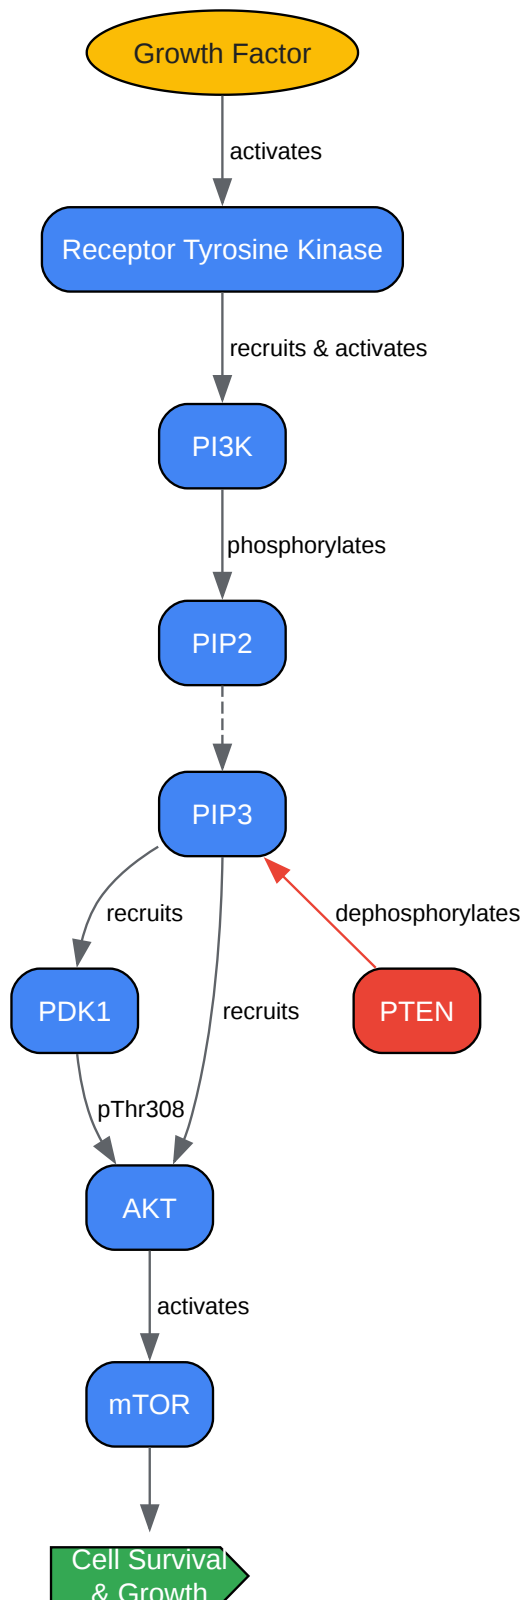 Growth Factor
activates
Receptor Tyrosine Kinase
recruits & activates
PI3K
phosphorylates
PIP2
PIP3
recruits
dephosphorylates
PDK1
recruits
PTEN
pThr308
AKT
activates
mTOR
Cell Survival
& Growth